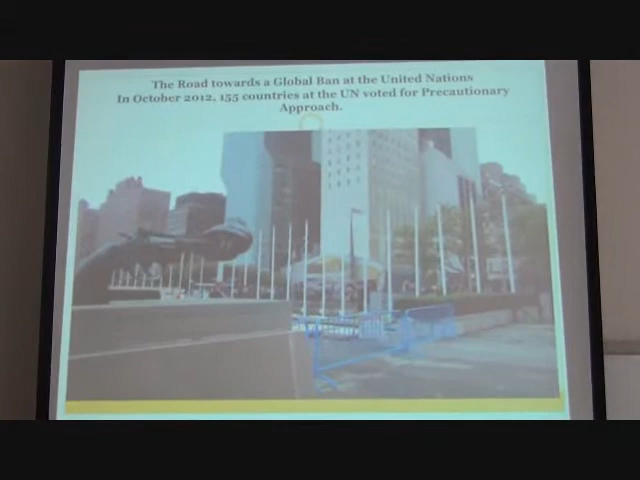 The Road towards a Global Ban at the United Nations
In October 2012, 155 countries at the UN voted for Precautionary
Approach.